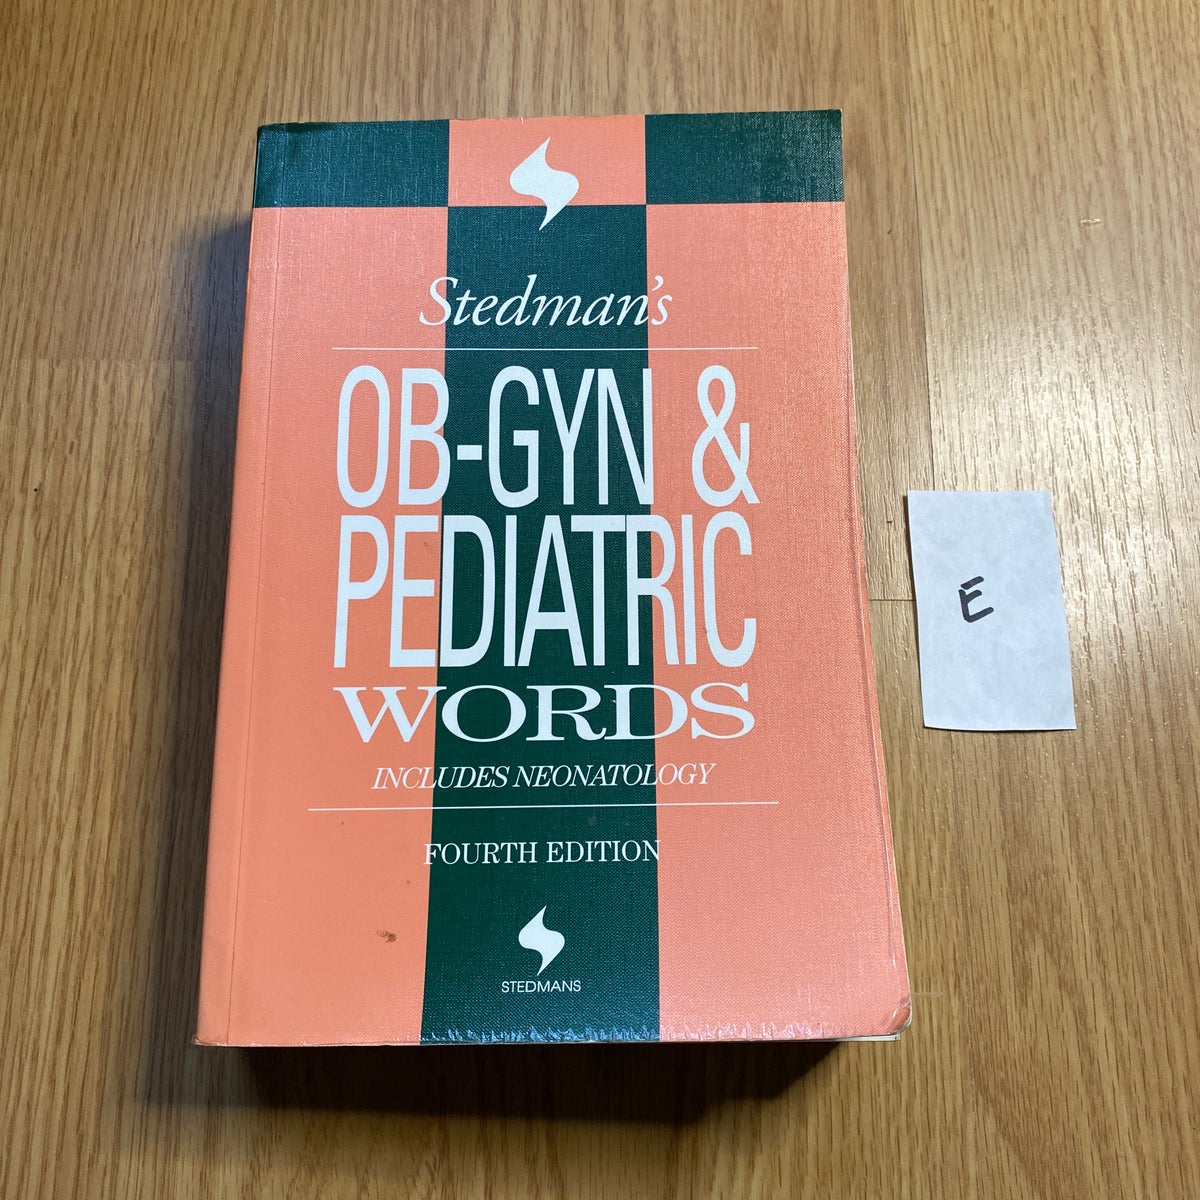 Stedman's
OB-GYN &
PEDIATRIC
WORDS
INCLUDES NEONATOLOGY
FOURTH EDITION
STEDMANS
E